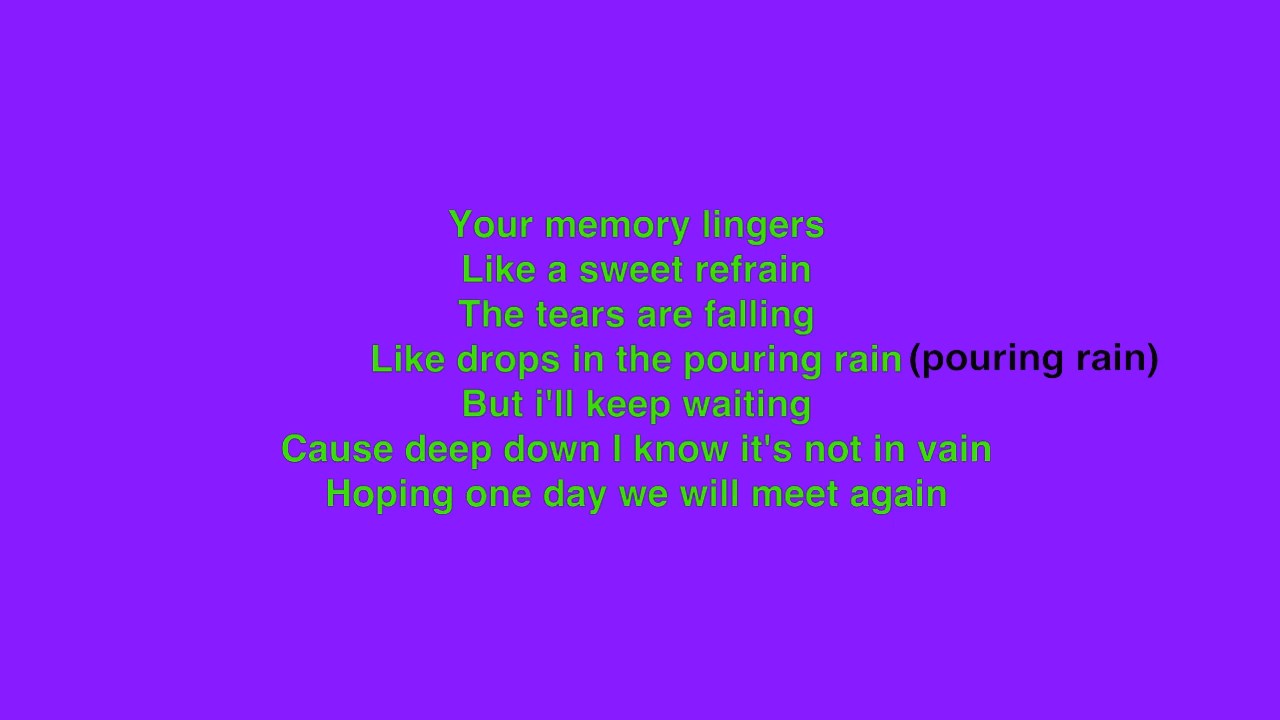 Your memory lingers
Like a sweet refrain
The tears are falling
Like drops in the pouring rain (pouring rain)
But i'll keep waiting
Cause deep down I know it's not in vain
Hoping one day we will meet again